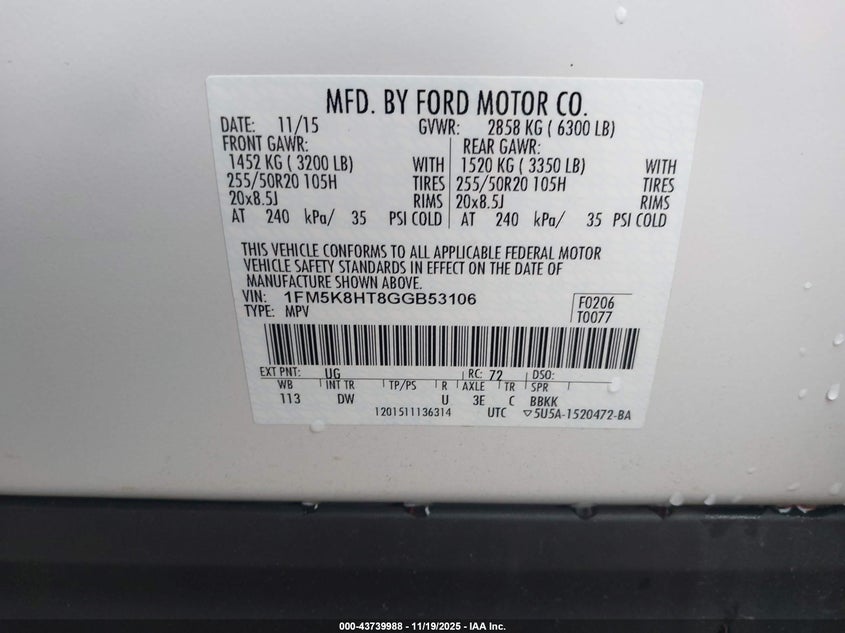 MFD. BY FORD MOTOR CO.
DATE: 11/15 GVWR: 2858 KG ( 6300 LB)
FRONT GAWR: REAR GAWR:
1452 KG ( 3200 LB) WITH 1520 KG ( 3350 LB) WITH
255/50R20 105H TIRES 255/50R20 105H TIRES
20x8.5J RIMS 20x8.5J RIMS
AT 240 kPa/ 35 PSI COLD AT 240 kPa/ 35 PSI COLD
THIS VEHICLE CONFORMS TO ALL APPLICABLE FEDERAL MOTOR
VEHICLE SAFETY STANDARDS IN EFFECT ON THE DATE OF
MANUFACTURE SHOWN ABOVE.
VIN: 1FM5K8HT8GGB53106 F0206
TYPE: MPV T0077
EXT PNT: UG RC: 72 DSO:
WB INT TR TP/PS R AXLE TR SPR
113 DW U 3E C BBKK
1201511136314 UTC ▽5U5A-1520472-BA
000-43739988 - 11/19/2025 - IAA Inc.